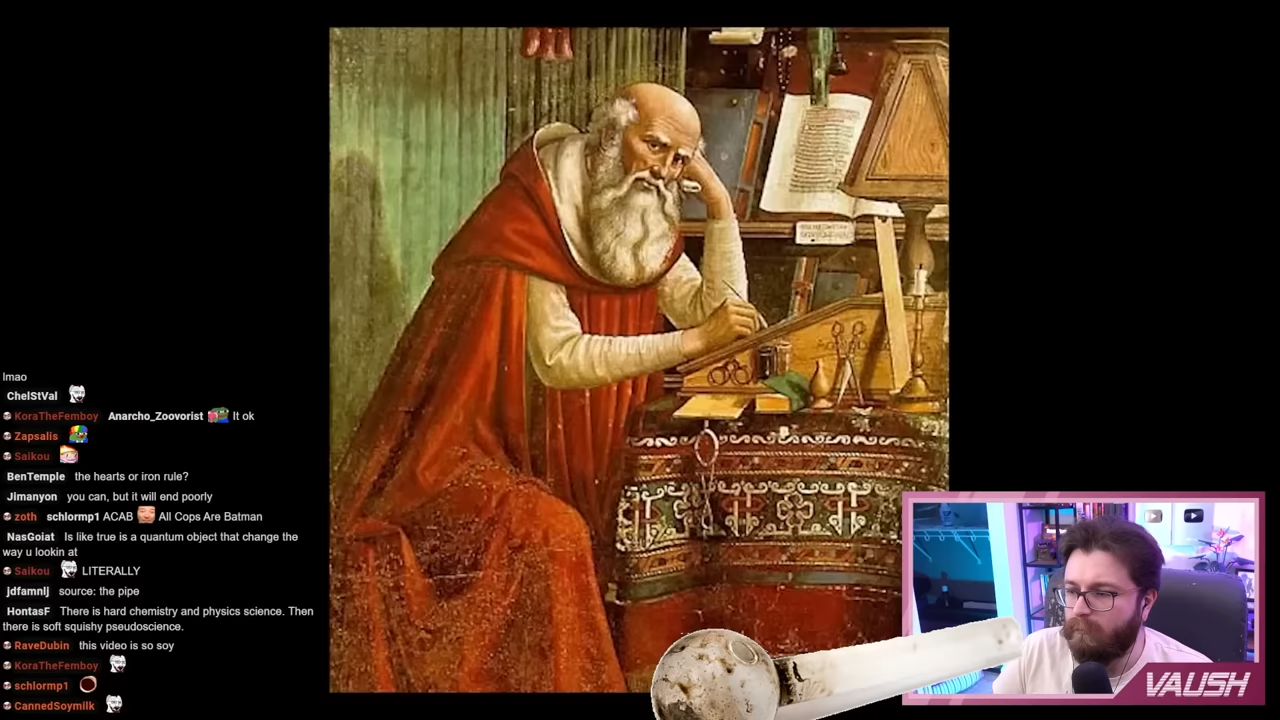 lmao
ChelStVal
KoraTheFemboy Anarcho_Zoovorist It ok
Zapsalis
Saikou
BenTemple the hearts or iron rule?
Jimanyon you can, but it will end poorly
zoth schlormp1 ACAB All Cops Are Batman
NasGoiat Is like true is a quantum object that change the
way u lookin at
Saikou LITERALLY
jdfamnlj source: the pipe
HontasF There is hard chemistry and physics science. Then
there is soft squishy pseudoscience.
RaveDubin this video is so soy
KoraTheFemboy
schlormp1
CannedSoymilk
VAUSH